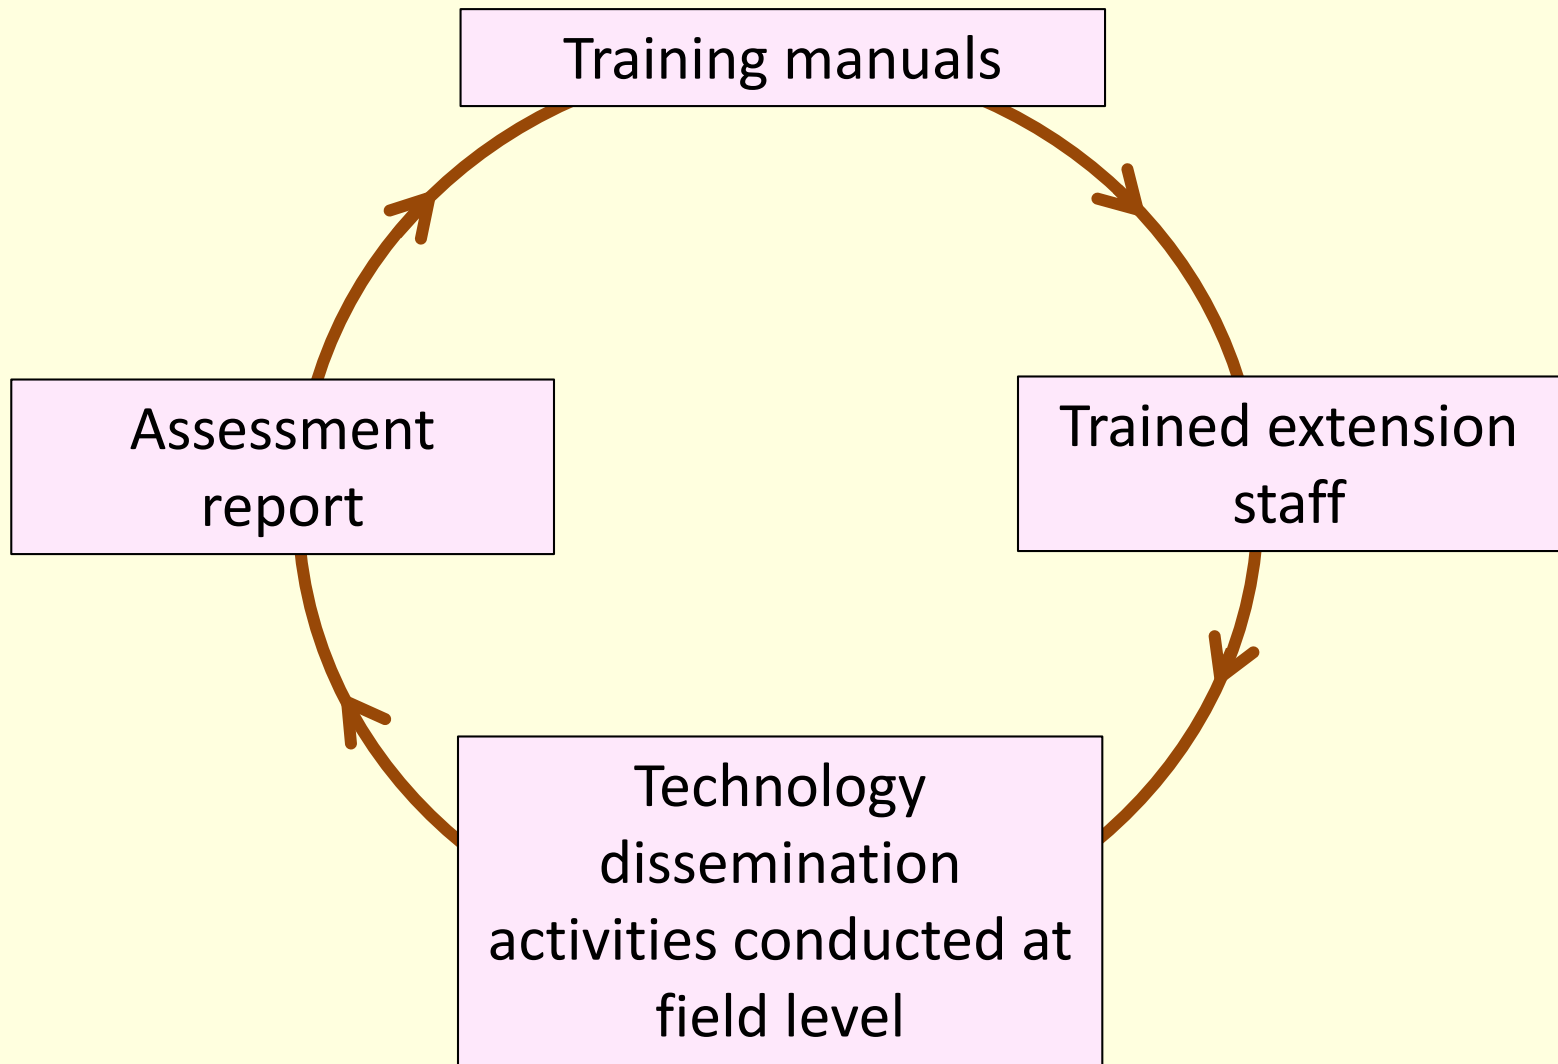 Training manuals
Assessment
report
Trained extension
staff
Technology
dissemination
activities conducted at
field level